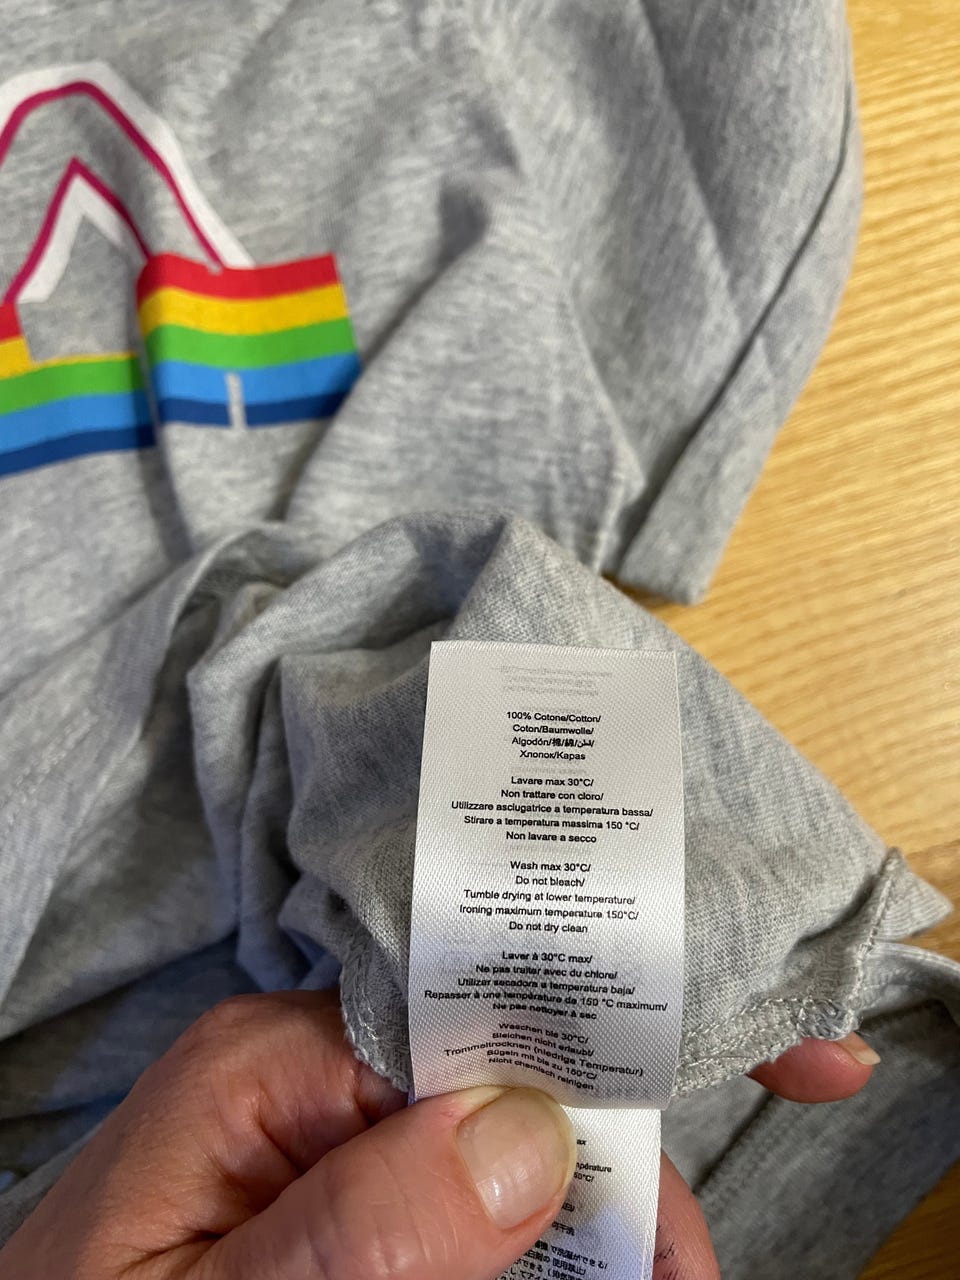 100% Cotone/Cotton/
Coton/Baumwolle/
Algodón/棉/綿/قطن/
Хлопок/Kapas
Lavare max 30°C/
Non trattare con cloro/
Utilizzare asciugatrice a temperatura bassa/
Stirare a temperatura massima 150 °C/
Non lavare a secco
Wash max 30°C/
Do not bleach/
Tumble drying at lower temperature/
Ironing maximum temperature 150°C/
Do not dry clean
Laver à 30°C max/
Ne pas traiter avec du chlore/
Utilizar secadora a temperatura baja/
Repasser à une température de 150 °C maximum/
Ne pas nettoyer à sec
Waschen bis 30°C/
Bleichen nicht erlaubt/
Trommeltrocknen (niedrige Temperatur)
Bügeln mit bis zu 150°C/
Nicht chemisch reinigen